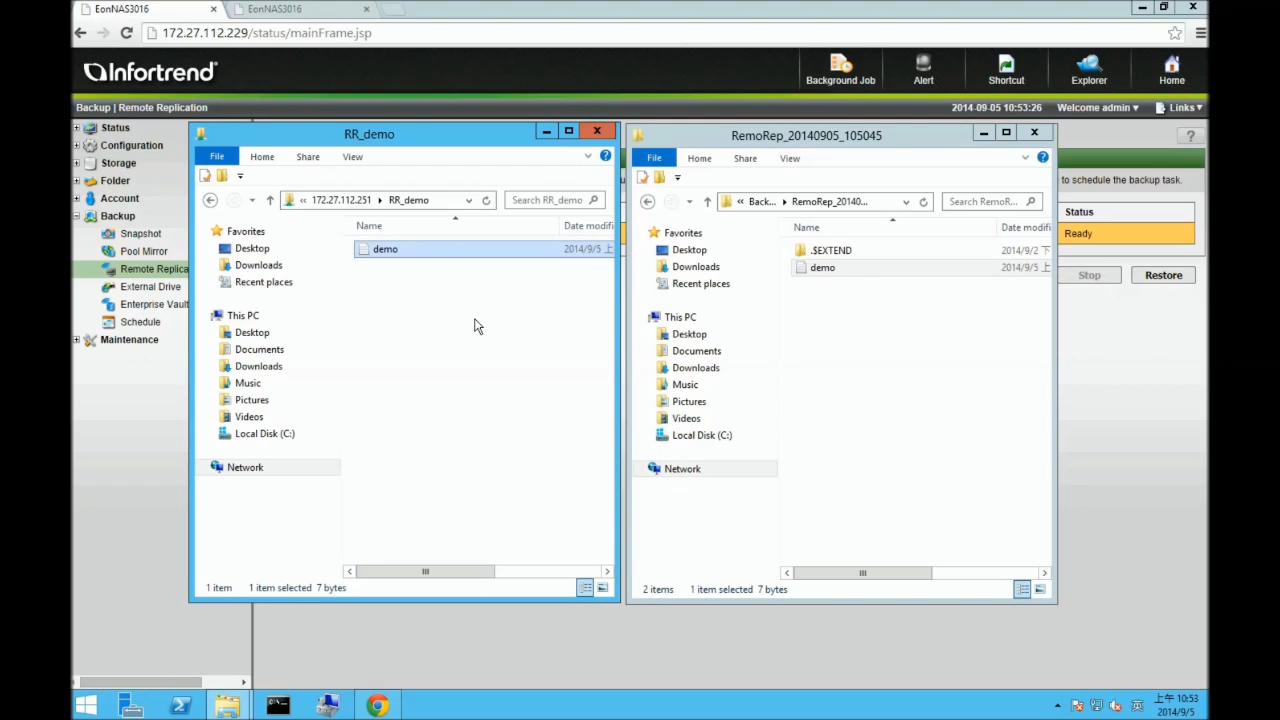 EonNAS3016
EonNAS3016
172.27.112.229/status/mainFrame.jsp
Infortrend®
Background Job
Alert
Shortcut
Explorer
Home
Backup | Remote Replication
2014-09-05 10:53:26
Welcome admin
Links
Status
Configuration
Storage
Folder
Account
Backup
Snapshot
Pool Mirror
Remote Replica
External Drive
Enterprise Vault
Schedule
Maintenance
RR_demo
File
Home
Share
View
172.27.112.251
RR_demo
Search RR_demo
Name
Date modifi
demo
2014/9/5 上
Favorites
Desktop
Downloads
Recent places
This PC
Desktop
Documents
Downloads
Music
Pictures
Videos
Local Disk (C:)
Network
1 item
1 item selected 7 bytes
RemoRep_20140905_105045
File
Home
Share
View
Back...
RemoRep_20140...
Search RemoR...
Name
Date modifi
.$EXTEND
2014/9/2 下
demo
2014/9/5 上
Favorites
Desktop
Downloads
Recent places
This PC
Desktop
Documents
Downloads
Music
Pictures
Videos
Local Disk (C:)
Network
2 items
1 item selected 7 bytes
?
to schedule the backup task.
Status
Ready
Stop
Restore
英
上午 10:53
2014/9/5